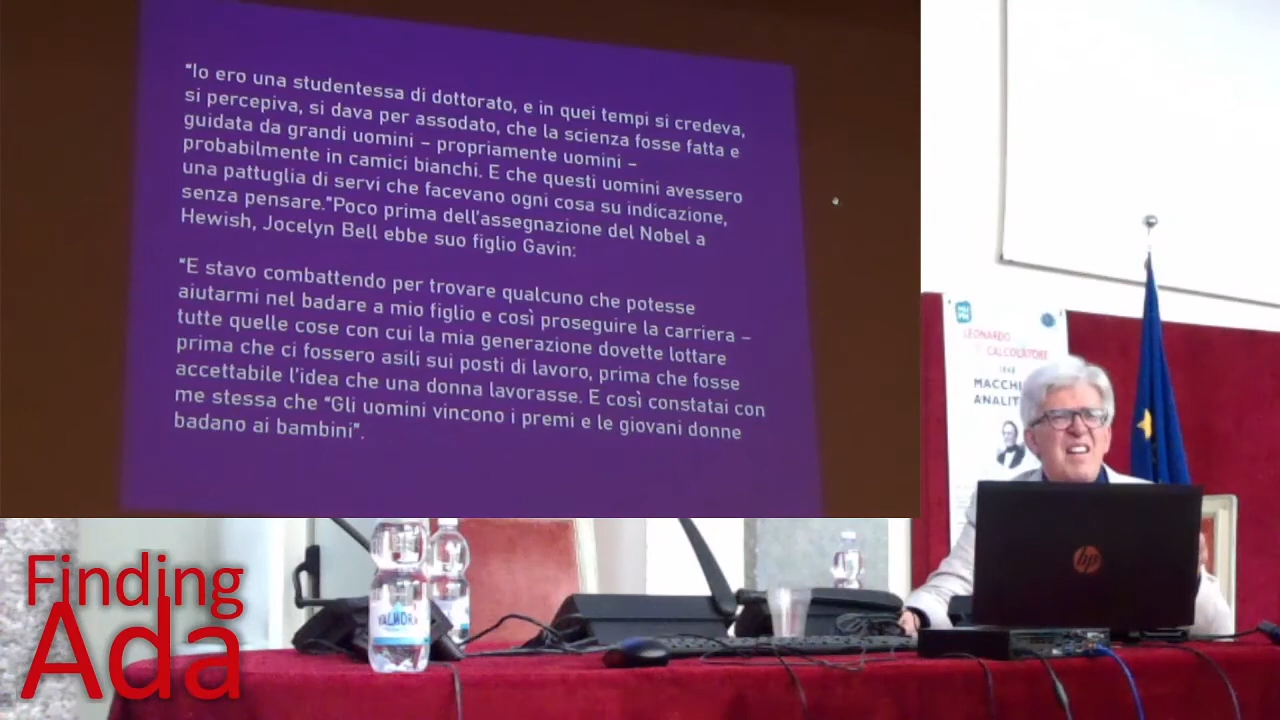 "Io ero una studentessa di dottorato, e in quei tempi si credeva,
si percepiva, si dava per assodato, che la scienza fosse fatta e
guidata da grandi uomini – propriamente uomini –
probabilmente in camici bianchi. E che questi uomini avessero
una pattuglia di servi che facevano ogni cosa su indicazione,
senza pensare."Poco prima dell'assegnazione del Nobel a
Hewish, Jocelyn Bell ebbe suo figlio Gavin:
"E stavo combattendo per trovare qualcuno che potesse
aiutarmi nel badare a mio figlio e così proseguire la carriera –
tutte quelle cose con cui la mia generazione dovette lottare
prima che ci fossero asili sui posti di lavoro, prima che fosse
accettabile l'idea che una donna lavorasse. E così constatai con
me stessa che "Gli uomini vincono i premi e le giovani donne
badano ai bambini".
LEONARDO
CALCOLATORE
MACCHI
ANALIT
hp
VALMORA
Finding
Ada